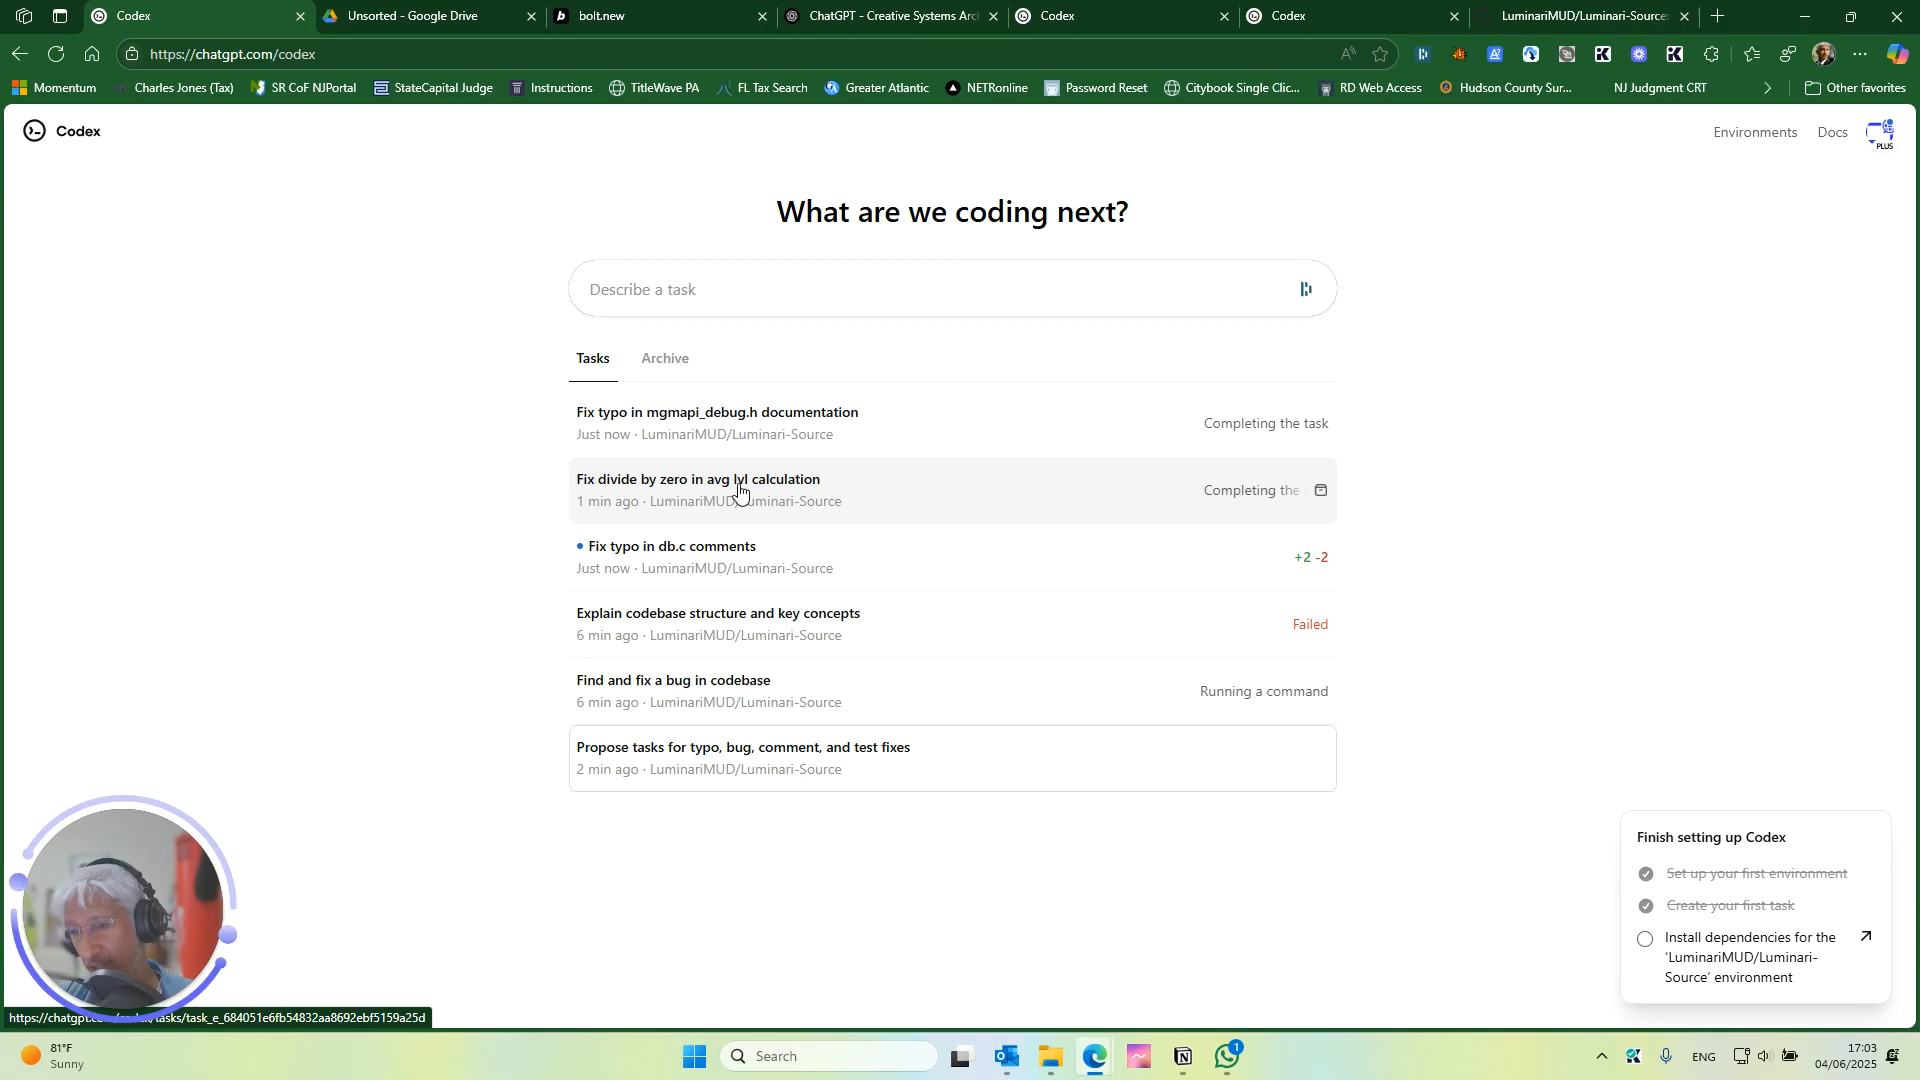 Codex
Unsorted - Google Drive
bolt.new
ChatGPT - Creative Systems Arc
Codex
Codex
LuminariMUD/Luminari-Source:
https://chatgpt.com/codex
Momentum
Charles Jones (Tax)
SR CoF NJPortal
StateCapital Judge
Instructions
TitleWave PA
FL Tax Search
Greater Atlantic
NETRonline
Password Reset
Citybook Single Clic...
RD Web Access
Hudson County Sur...
NJ Judgment CRT
Other favorites
Codex
Environments
Docs
PLUS
What are we coding next?
Describe a task
Tasks
Archive
Fix typo in mgmapi_debug.h documentation
Just now · LuminariMUD/Luminari-Source
Completing the task
Fix divide by zero in avg lvl calculation
1 min ago · LuminariMUD/Luminari-Source
Completing the
Fix typo in db.c comments
Just now · LuminariMUD/Luminari-Source
+2 -2
Explain codebase structure and key concepts
6 min ago · LuminariMUD/Luminari-Source
Failed
Find and fix a bug in codebase
6 min ago · LuminariMUD/Luminari-Source
Running a command
Propose tasks for typo, bug, comment, and test fixes
2 min ago · LuminariMUD/Luminari-Source
Finish setting up Codex
Set up your first environment
Create your first task
Install dependencies for the
'LuminariMUD/Luminari-
Source' environment
81°F
Sunny
Search
1
ENG
17:03
04/06/2025